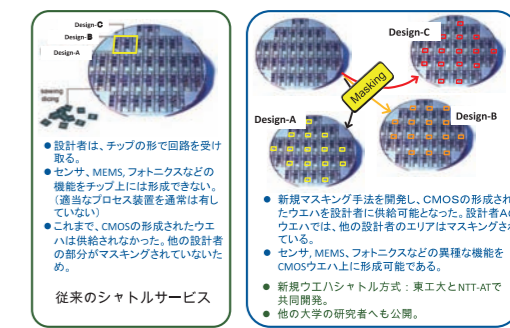 Design-C
Design-B
Design-A
sawing
dicing
●設計者は、チップの形で回路を受け
取る。
●センサ、MEMS、フォトニクスなどの
機能をチップ上には形成できない。
（適当なプロセス装置を通常は有し
ていない）
●これまで、CMOSの形成されたウエ
ハは供給されなかった。他の設計者
の部分がマスキングされていないた
め。
従来のシャトルサービス
Design-C
Masking
Design-A
Design-B
● 新規マスキング手法を開発し、CMOSの形成され
たウエハを設計者に供給可能となった。設計者Aの
ウエハでは、他の設計者のエリアはマスキングされ
ている。
● センサ, MEMS、フォトニクスなどの異種な機能を
CMOSウエハ上に形成可能である。
● 新規ウエハシャトル方式：東工大とNTT-ATで
共同開発。
● 他の大学の研究者へも公開。